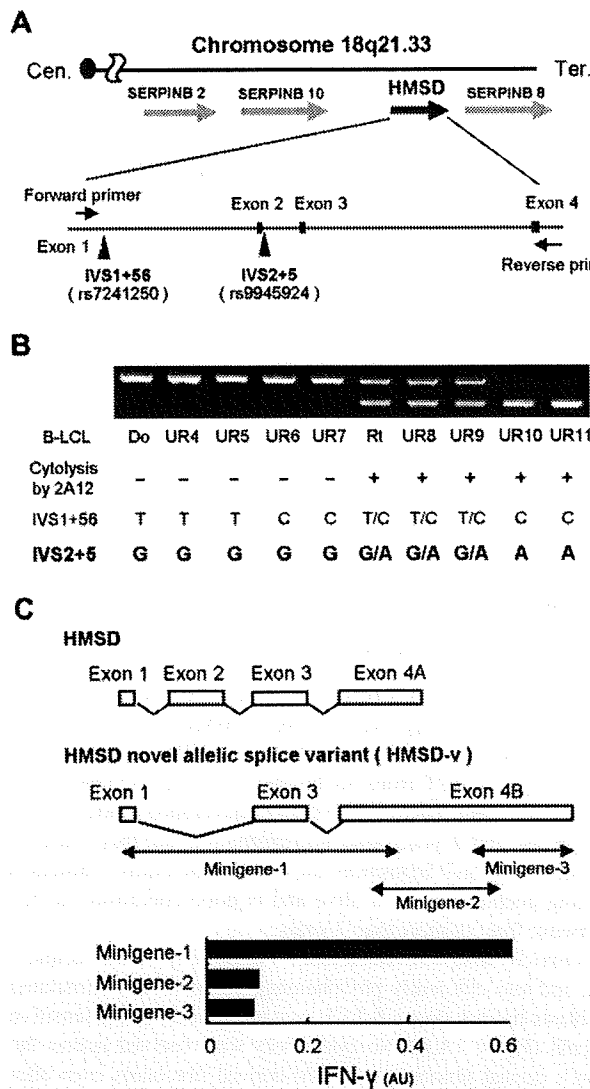 A
Chromosome 18q21.33
Cen.
Ter.
SERPINB 2
SERPINB 10
HMSD
SERPINB 8
Forward primer
Exon 2
Exon 3
Exon 4
Exon 1
IVS1+56
( rs7241250 )
IVS2+5
( rs9945924 )
Reverse pri
B
B-LCL Do UR4 UR5 UR6 UR7 Rt UR8 UR9 UR10 UR11
Cytolysis
by 2A12 – – – – – + + + + +
IVS1+56 T T T C C T/C T/C T/C C C
IVS2+5 G G G G G G/A G/A G/A A A
C
HMSD
Exon 1 Exon 2 Exon 3 Exon 4A
HMSD novel allelic splice variant ( HMSD-v )
Exon 1 Exon 3 Exon 4B
Minigene-1
Minigene-3
Minigene-2
Minigene-1
Minigene-2
Minigene-3
0 0.2 0.4 0.6
IFN-γ (AU)